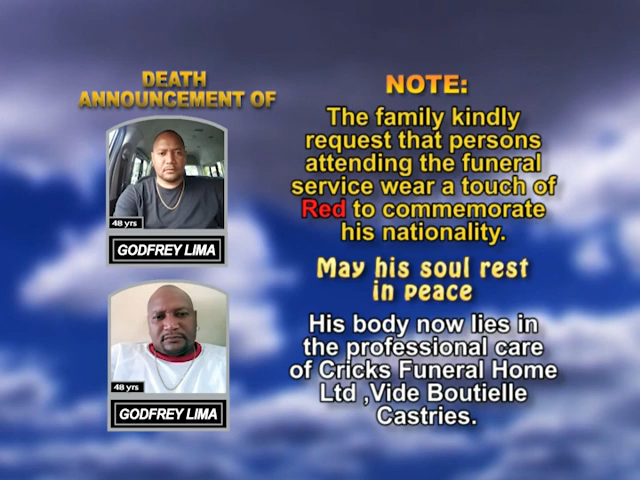 DEATH
ANNOUNCEMENT OF
48 yrs
GODFREY LIMA
48 yrs
GODFREY LIMA
NOTE:
The family kindly
request that persons
attending the funeral
service wear a touch of
Red to commemorate
his nationality.
May his soul rest
in peace
His body now lies in
the professional care
of Cricks Funeral Home
Ltd ,Vide Boutielle
Castries.